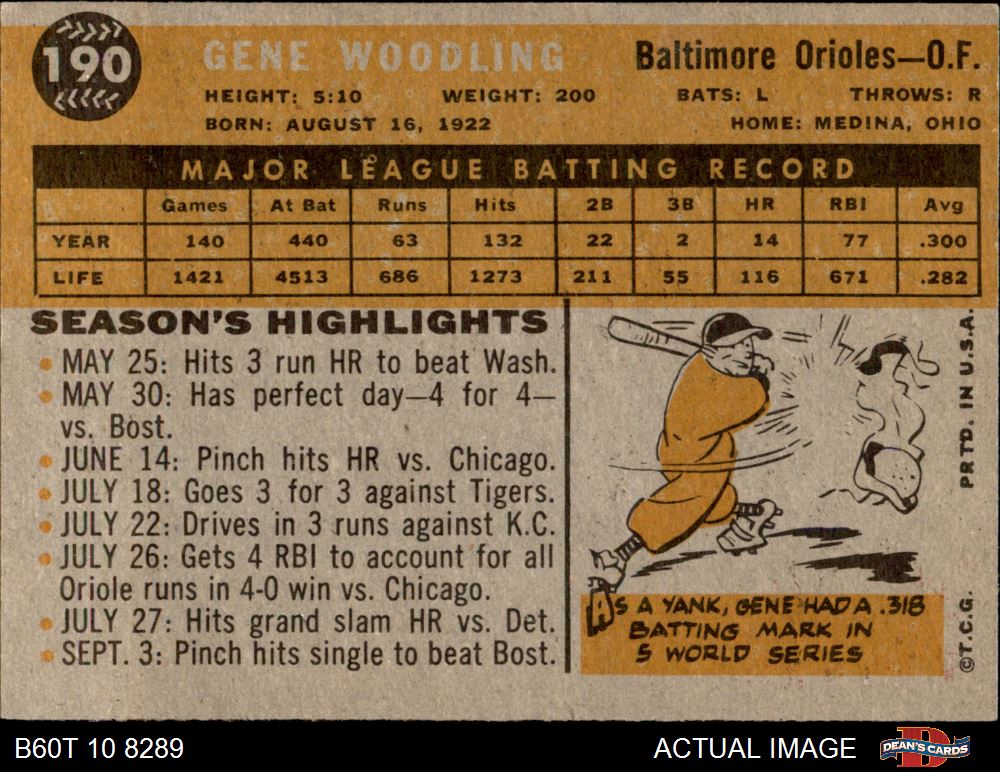 190
GENE WOODLING
Baltimore Orioles—O.F.
HEIGHT: 5:10 WEIGHT: 200 BATS: L THROWS: R
BORN: AUGUST 16, 1922 HOME: MEDINA, OHIO
MAJOR LEAGUE BATTING RECORD
Games At Bat Runs Hits 2B 3B HR RBI Avg
YEAR 140 440 63 132 22 2 14 77 .300
LIFE 1421 4513 686 1273 211 55 116 671 .282
SEASON'S HIGHLIGHTS
• MAY 25: Hits 3 run HR to beat Wash.
• MAY 30: Has perfect day—4 for 4—
vs. Bost.
• JUNE 14: Pinch hits HR vs. Chicago.
• JULY 18: Goes 3 for 3 against Tigers.
• JULY 22: Drives in 3 runs against K.C.
• JULY 26: Gets 4 RBI to account for all
Oriole runs in 4-0 win vs. Chicago.
• JULY 27: Hits grand slam HR vs. Det.
• SEPT. 3: Pinch hits single to beat Bost.
AS A YANK, GENE HAD A .318
BATTING MARK IN
5 WORLD SERIES
©T.C.G. PRTD. IN U.S.A.
B60T 10 8289
ACTUAL IMAGE
D
DEAN'S CARDS